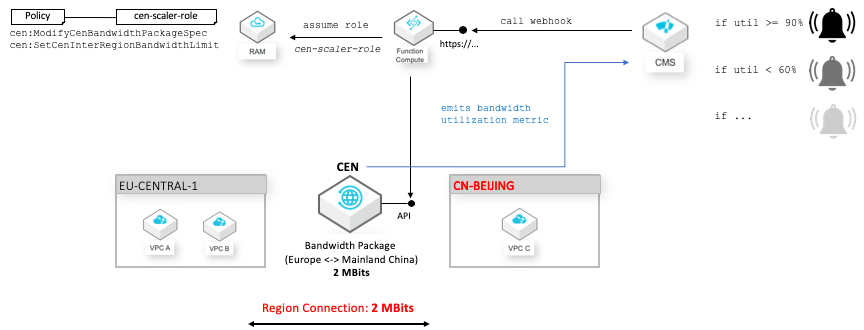 Policy
cen-scaler-role
cen:ModifyCenBandwidthPackageSpec
cen:SetCenInterRegionBandwidthLimit
RAM
assume role
cen-scaler-role
Function
Compute
https://...
call webhook
CMS
if util >= 90%
if util < 60%
if ...
emits bandwidth
utilization metric
CEN
EU-CENTRAL-1
VPC A
VPC B
API
CN-BEIJING
VPC C
Bandwidth Package
(Europe <-> Mainland China)
2 MBits
Region Connection: 2 MBits